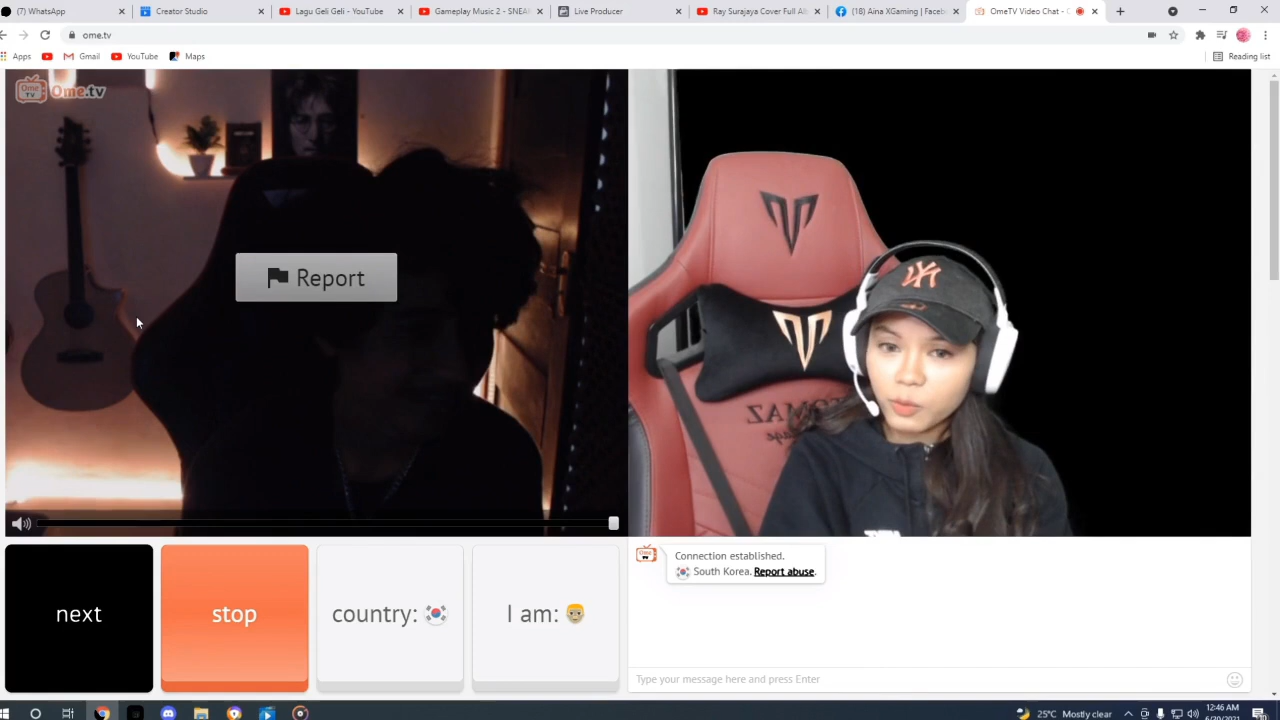 (7) WhatsApp
Creator Studio
Lagu Geli Geli - YouTube
Gameplay Music 2 - SNEA
Live Producer
Ray Surajaya Cover Full Al
(18) Aina XGaming | Faceb
OmeTV Video Chat - C
ome.tv
Apps
Gmail
YouTube
Maps
Reading list
Ome TV
Ome.tv
Report
TOMAZ
Connection established.
South Korea. Report abuse.
next
stop
country:
I am:
Type your message here and press Enter
25°C Mostly clear
12:46 AM